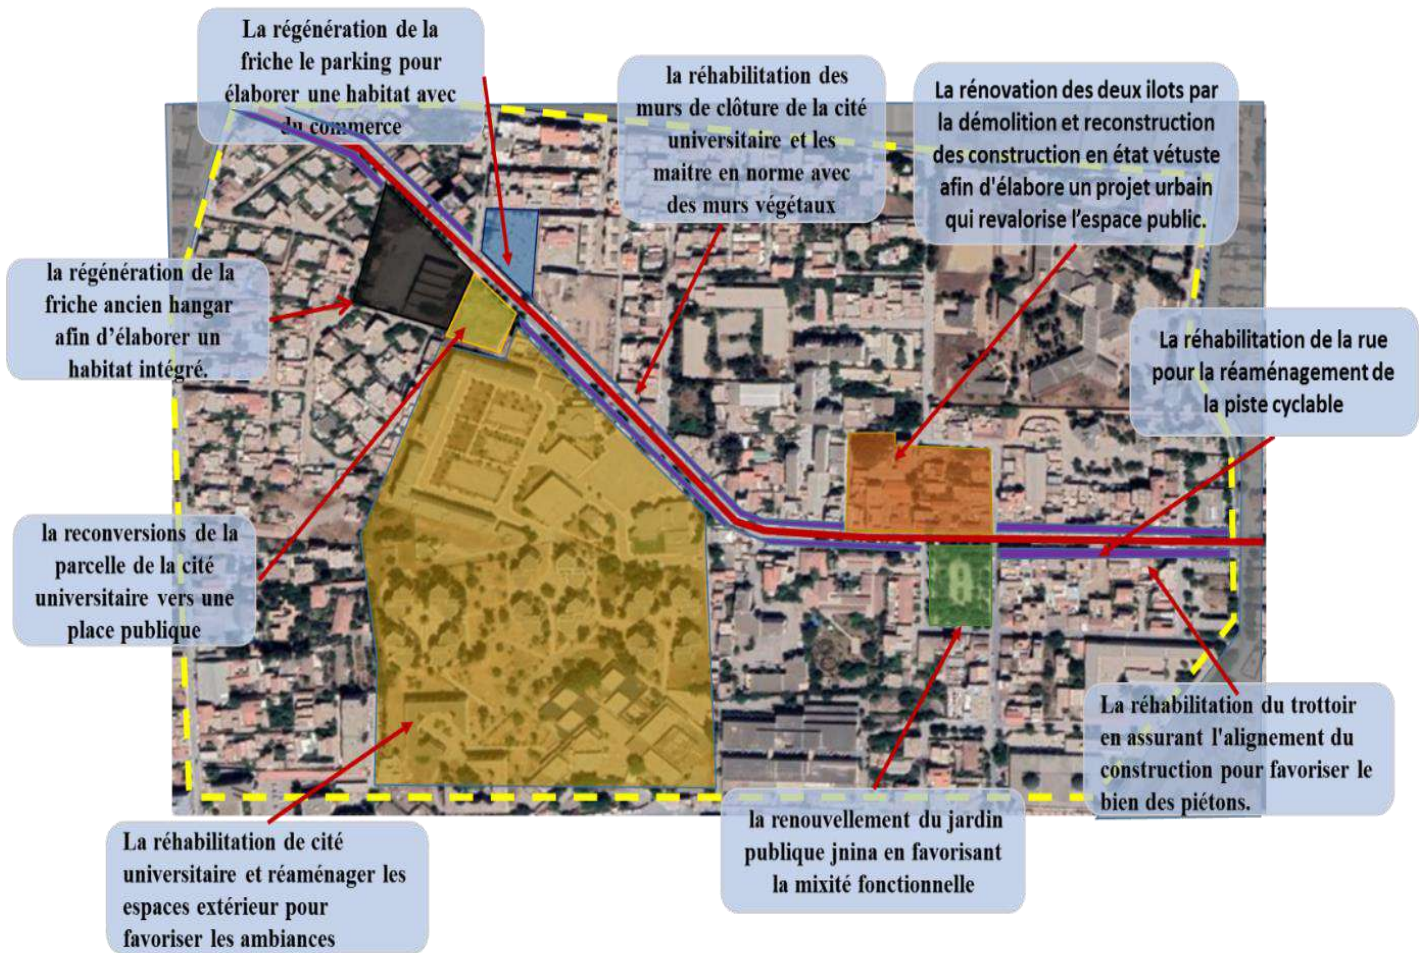 La régénération de la
friche le parking pour
élaborer une habitat avec
du commerce
la réhabilitation des
murs de clôture de la cité
universitaire et les
maitre en norme avec
des murs végétaux
La rénovation des deux ilots par
la démolition et reconstruction
des construction en état vétuste
afin d'élabore un projet urbain
qui revalorise l'espace public.
la régénération de la
friche ancien hangar
afin d’élaborer un
habitat intégré.
La réhabilitation de la rue
pour la réaménagement de
la piste cyclable
la reconversions de la
parcelle de la cité
universitaire vers une
place publique
La réhabilitation du trottoir
en assurant l'alignement du
construction pour favoriser le
bien des piétons.
la renouvellement du jardin
publique jnina en favorisant
la mixité fonctionnelle
La réhabilitation de cité
universitaire et réaménager les
espaces extérieur pour
favoriser les ambiances